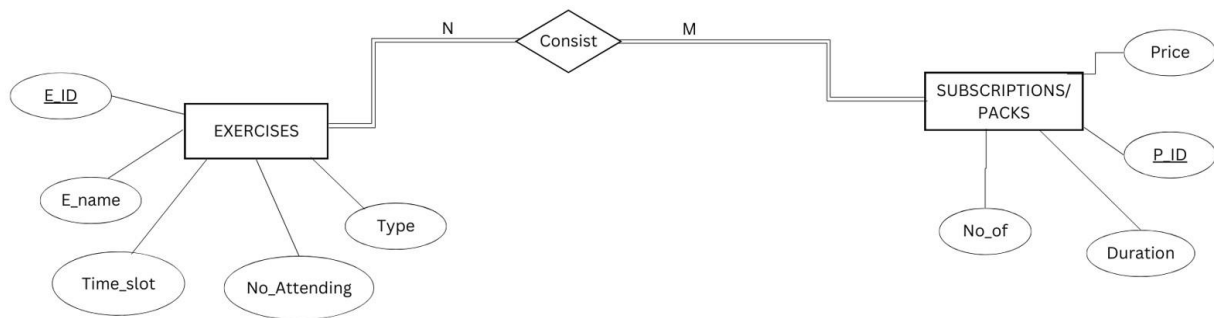 N
Consist
M
Price
E_ID
EXERCISES
SUBSCRIPTIONS/
PACKS
P_ID
E_name
Type
No_of
Duration
Time_slot
No_Attending